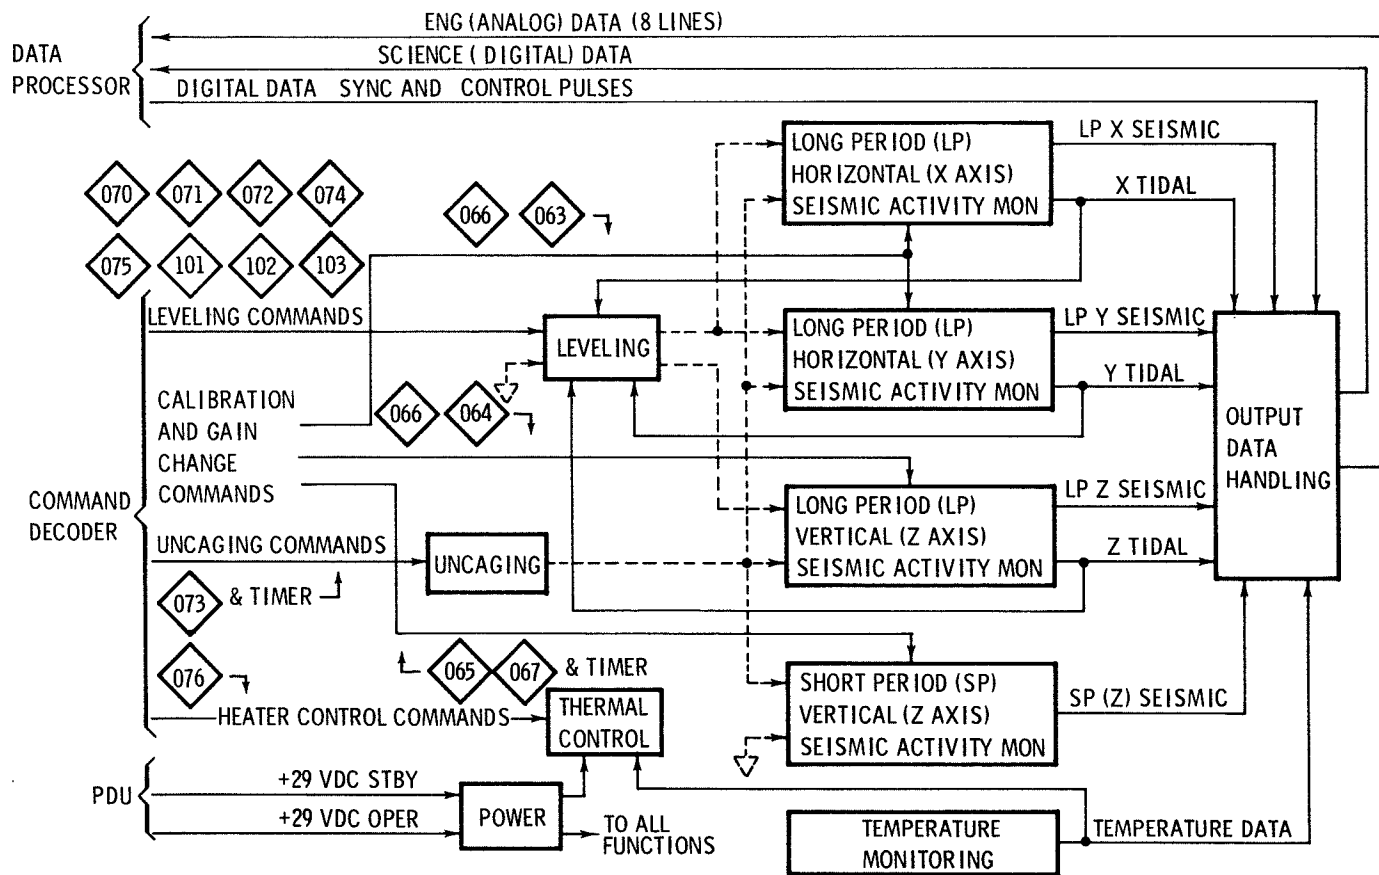 ENG (ANALOG) DATA (8 LINES)
DATA
PROCESSOR
SCIENCE ( DIGITAL) DATA
DIGITAL DATA SYNC AND CONTROL PULSES
070
071
072
074
075
101
102
103
066
063
LONG PERIOD (LP)
HORIZONTAL (X AXIS)
SEISMIC ACTIVITY MON
LP X SEISMIC
X TIDAL
LEVELING COMMANDS
LEVELING
LONG PERIOD (LP)
HORIZONTAL (Y AXIS)
SEISMIC ACTIVITY MON
LP Y SEISMIC
Y TIDAL
CALIBRATION
AND GAIN
CHANGE
COMMANDS
066
064
OUTPUT
DATA
HANDLING
COMMAND
DECODER
LONG PERIOD (LP)
VERTICAL (Z AXIS)
SEISMIC ACTIVITY MON
LP Z SEISMIC
Z TIDAL
UNCAGING COMMANDS
UNCAGING
073
& TIMER
076
065
067
& TIMER
HEATER CONTROL COMMANDS
THERMAL
CONTROL
SHORT PERIOD (SP)
VERTICAL (Z AXIS)
SEISMIC ACTIVITY MON
SP (Z) SEISMIC
PDU
+29 VDC STBY
+29 VDC OPER
POWER
TO ALL
FUNCTIONS
TEMPERATURE
MONITORING
TEMPERATURE DATA